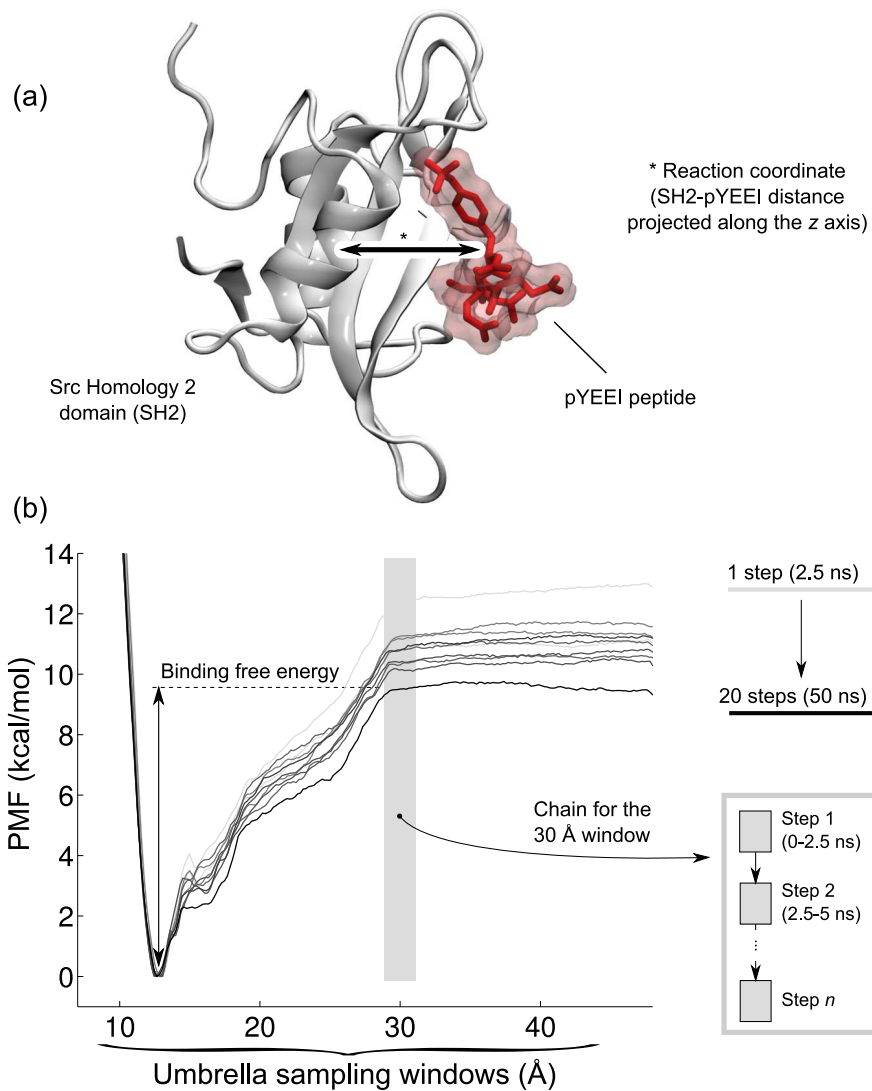 (a)
* Reaction coordinate
(SH2-pYEEI distance
projected along the z axis)
*
Src Homology 2
domain (SH2)
pYEEI peptide
(b)
PMF (kcal/mol)
14
12
10
8
6
4
2
0
Binding free energy
Chain for the
30 Å window
10
20
30
40
Umbrella sampling windows (Å)
1 step (2.5 ns)
20 steps (50 ns)
Step 1
(0-2.5 ns)
Step 2
(2.5-5 ns)
Step n